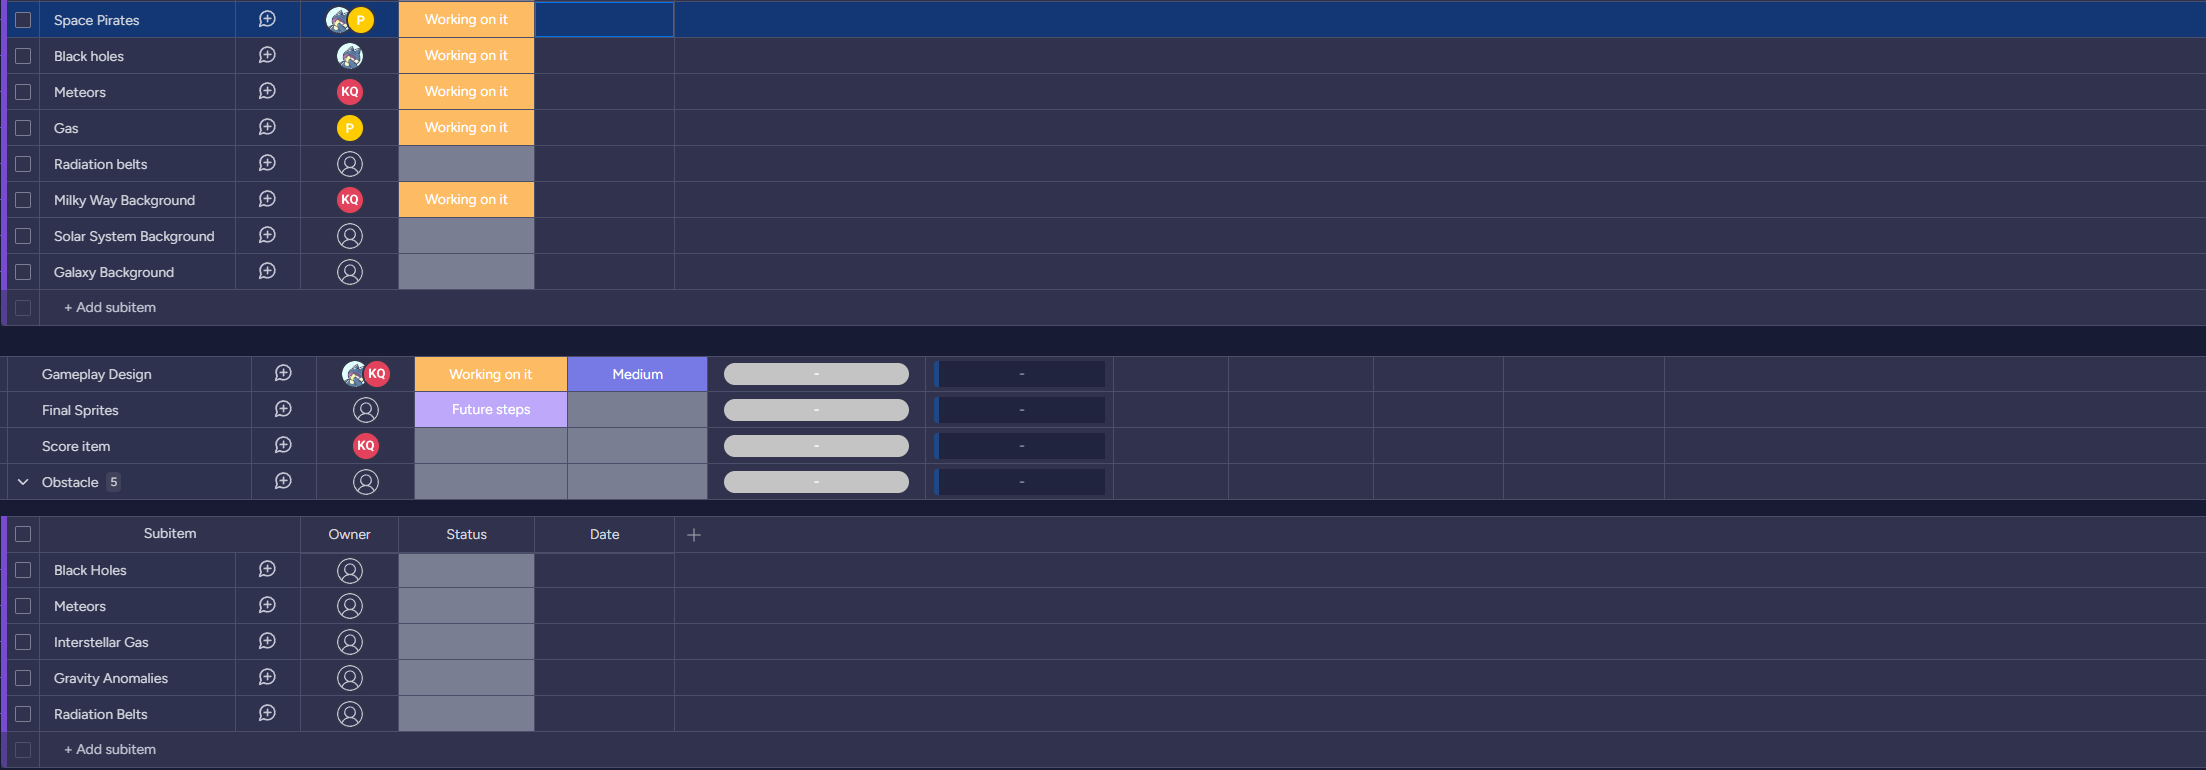 Space Pirates P Working on it
Black holes Working on it
Meteors KQ Working on it
Gas P Working on it
Radiation belts
Milky Way Background KQ Working on it
Solar System Background
Galaxy Background
+ Add subitem
Gameplay Design KQ Working on it Medium - -
Final Sprites Future steps - -
Score item KQ - -
Obstacle 5 - -
Subitem Owner Status Date +
Black Holes
Meteors
Interstellar Gas
Gravity Anomalies
Radiation Belts
+ Add subitem